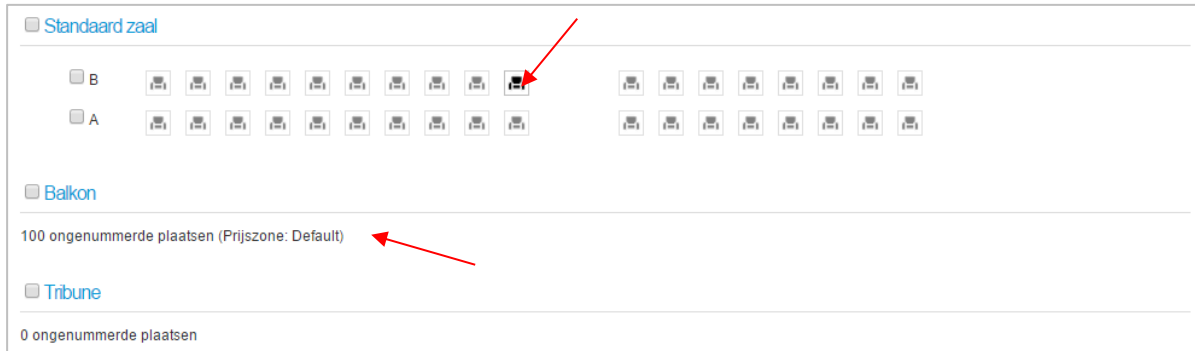 Standaard zaal
B
A
Balkon
100 ongenummerde plaatsen (Prijszone: Default)
Tribune
0 ongenummerde plaatsen